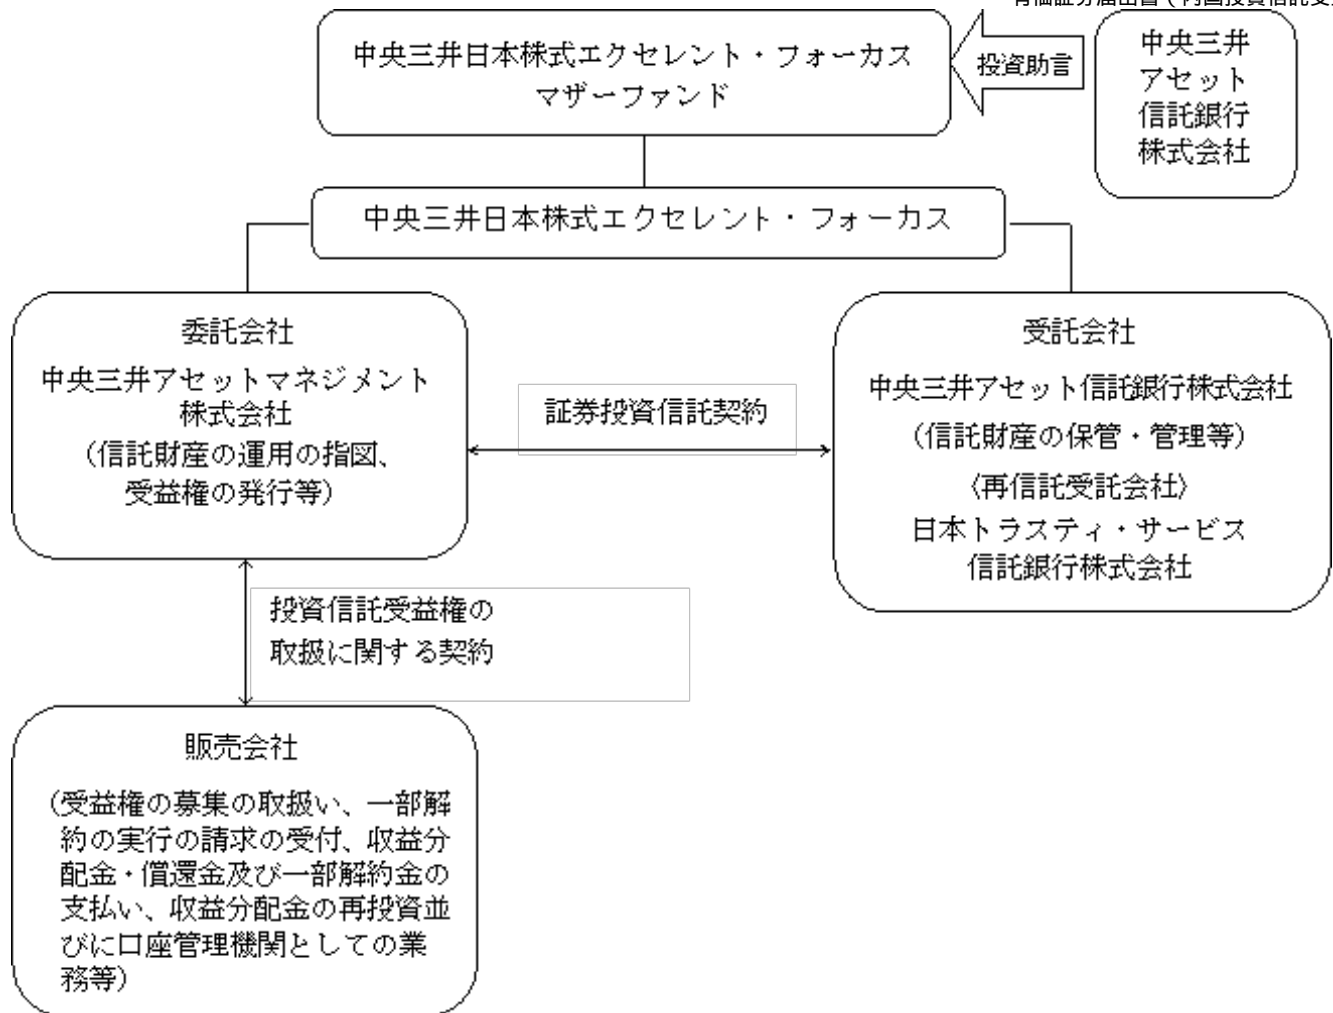 中央三井日本株式エクセレント・フォーカス
マザーファンド
投資助言
中央三井
アセット
信託銀行
株式会社
中央三井日本株式エクセレント・フォーカス
委託会社
中央三井アセットマネジメント
株式会社
（信託財産の運用の指図、
受益権の発行等）
証券投資信託契約
受託会社
中央三井アセット信託銀行株式会社
（信託財産の保管・管理等）
〈再信託受託会社〉
日本トラスティ・サービス
信託銀行株式会社
投資信託受益権の
取扱に関する契約
販売会社
（受益権の募集の取扱い、一部解
約の実行の請求の受付、収益分
配金・償還金及び一部解約金の
支払い、収益分配金の再投資並
びに口座管理機関としての業
務等）